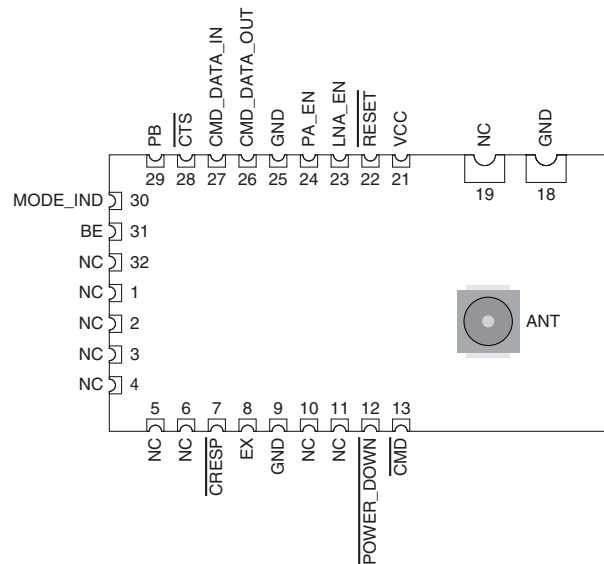 PB
CTS
CMD_DATA_IN
CMD_DATA_OUT
GND
PA_EN
LNA_EN
RESET
VCC
NC
GND
29 28 27 26 25 24 23 22 21 19 18
MODE_IND 30
BE 31
NC 32
NC 1
NC 2
NC 3
NC 4
ANT
5 6 7 8 9 10 11 12 13
NC
NC
CRESP
EX
GND
NC
NC
POWER_DOWN
CMD